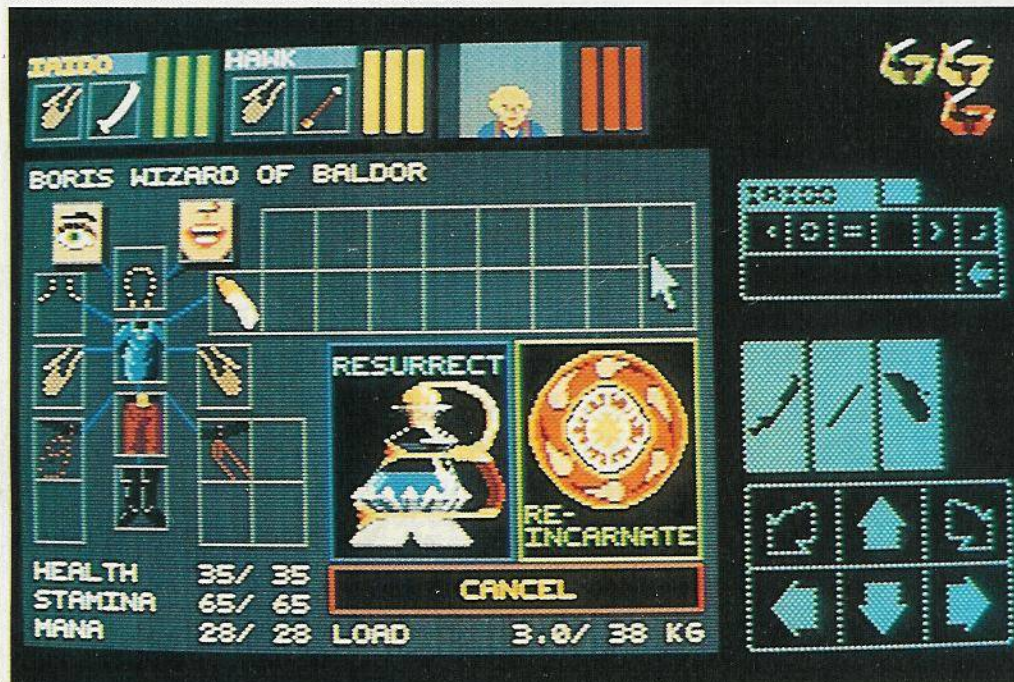 IAIDO
HAWK
BORIS WIZARD OF BALDOR
IAIDO
RESURRECT
RE-
INCARNATE
CANCEL
HEALTH 35/ 35
STAMINA 65/ 65
MANA 28/ 28 LOAD 3.0/ 38 KG